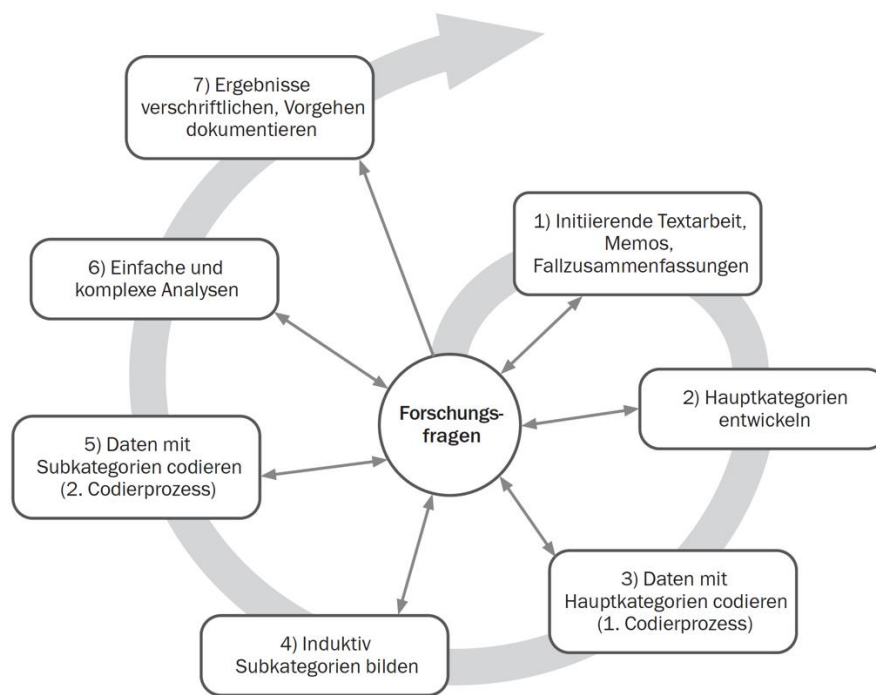 7) Ergebnisse
verschriftlichen, Vorgehen
dokumentieren
1) Initiierende Textarbeit,
Memos,
Fallzusammenfassungen
6) Einfache und
komplexe Analysen
Forschungs-
fragen
2) Hauptkategorien
entwickeln
5) Daten mit
Subkategorien codieren
(2. Codierprozess)
3) Daten mit
Hauptkategorien codieren
(1. Codierprozess)
4) Induktiv
Subkategorien bilden